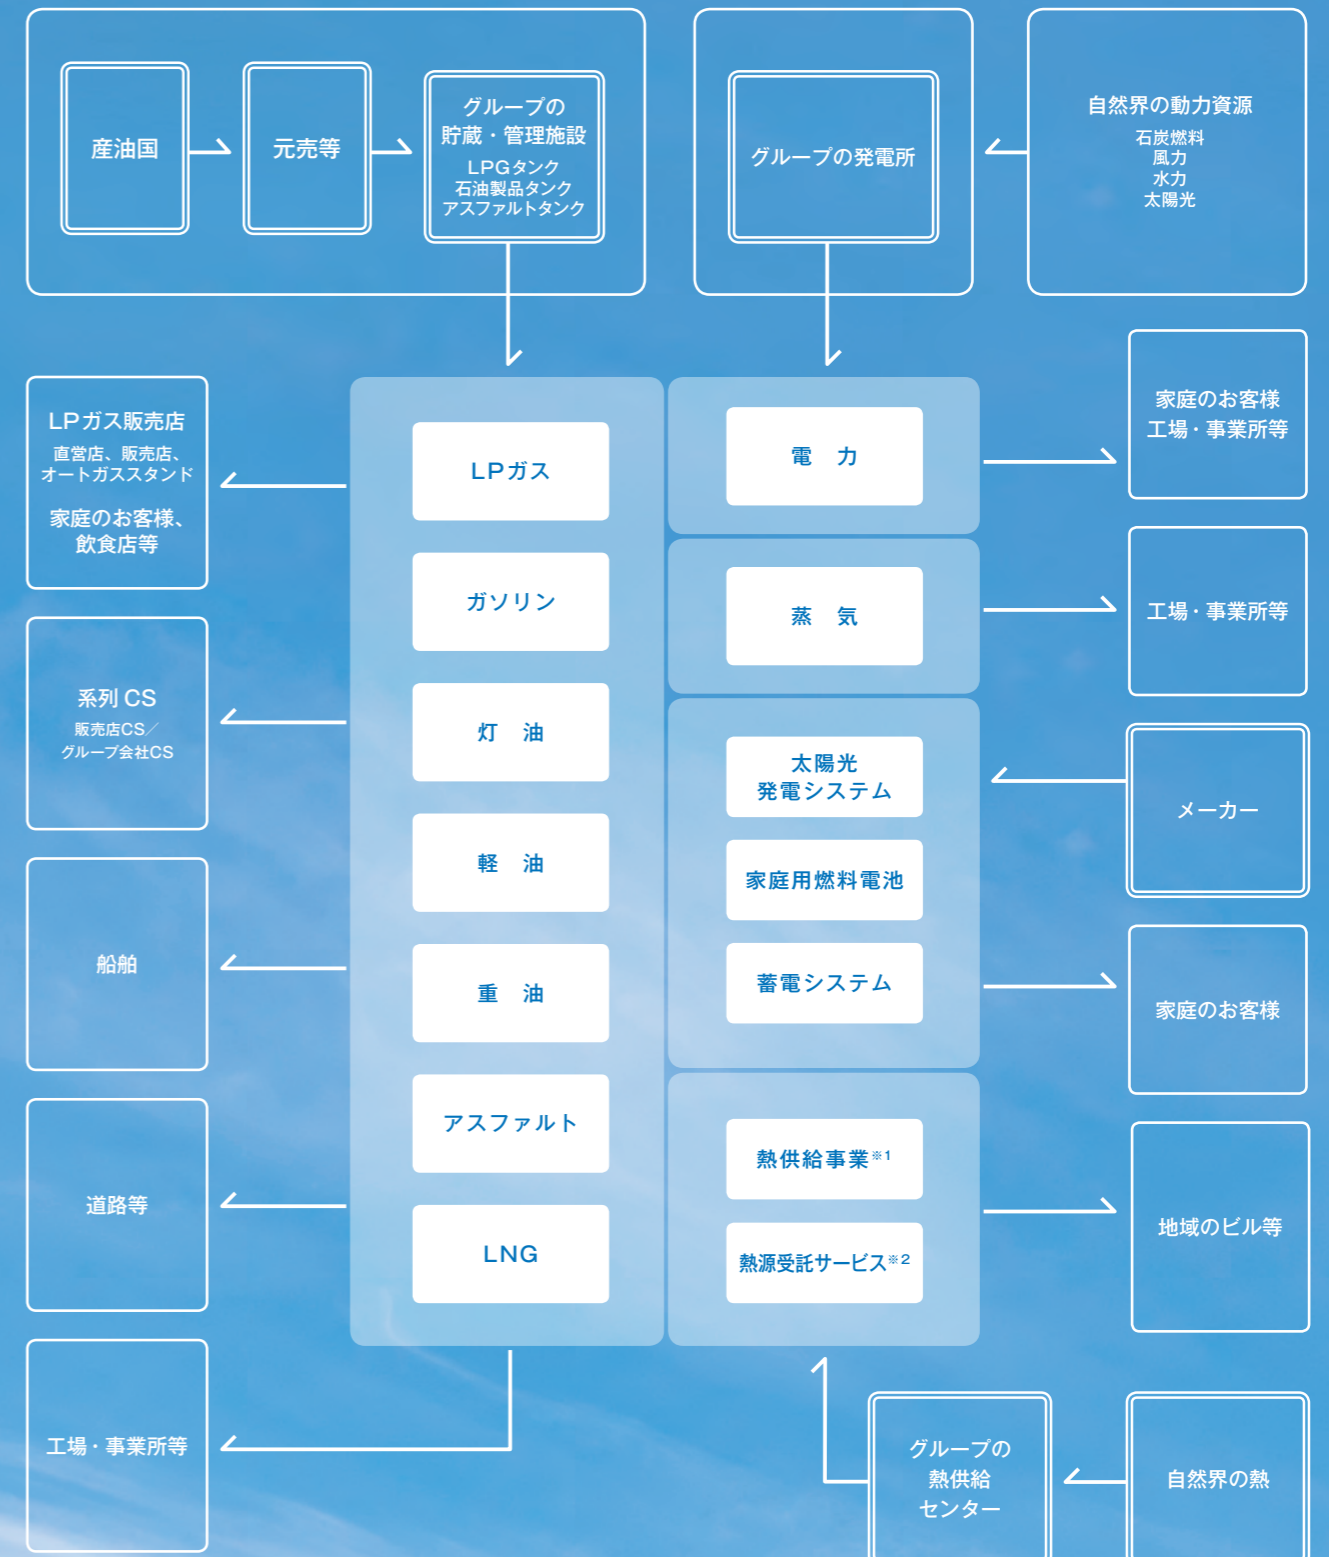 産油国
元売等
グループの
貯蔵・管理施設
LPGタンク
石油製品タンク
アスファルトタンク
グループの発電所
自然界の動力資源
石炭燃料
風力
水力
太陽光
LPガス販売店
直営店、販売店、
オートガススタンド
家庭のお客様、
飲食店等
系列 CS
販売店CS／
グループ会社CS
船舶
道路等
工場・事業所等
LPガス
ガソリン
灯　油
軽　油
重　油
アスファルト
LNG
電　力
蒸　気
太陽光
発電システム
家庭用燃料電池
蓄電システム
熱供給事業※1
熱源受託サービス※2
家庭のお客様
工場・事業所等
工場・事業所等
メーカー
家庭のお客様
地域のビル等
グループの
熱供給
センター
自然界の熱